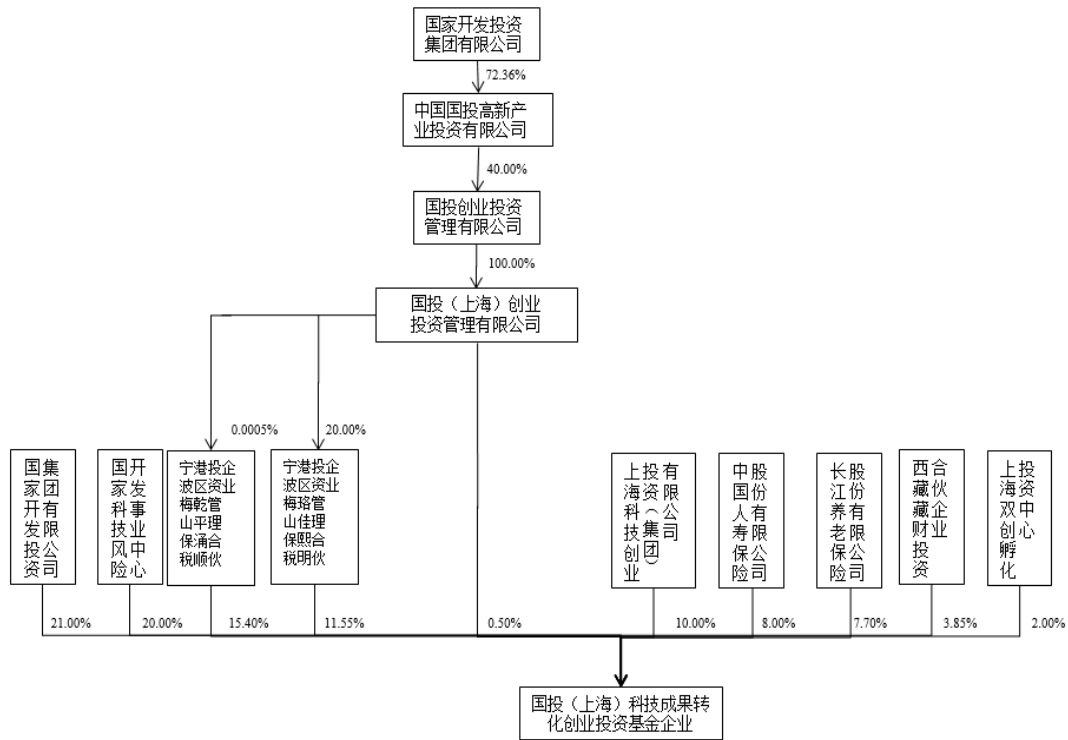 国家开发投资
集团有限公司
72.36%
中国国投高新产
业投资有限公司
40.00%
国投创业投资
管理有限公司
100.00%
国投（上海）创业
投资管理有限公司
0.0005%
20.00%
国家开发投资
集团有限公司
国家科技风险
开发事业中心
宁波梅山保税
港区乾平涌顺
投资管理合伙
企业
宁波梅山保税
港区珞佳熙明
投资管理合伙
企业
上海科技创业
投资（集团）
有限公司
中国人寿保险
股份有限公司
长江养老保险
股份有限公司
西藏藏财投资
合伙企业
上海双创孵化
投资中心
21.00%
20.00%
15.40%
11.55%
0.50%
10.00%
8.00%
7.70%
3.85%
2.00%
国投（上海）科技成果转
化创业投资基金企业